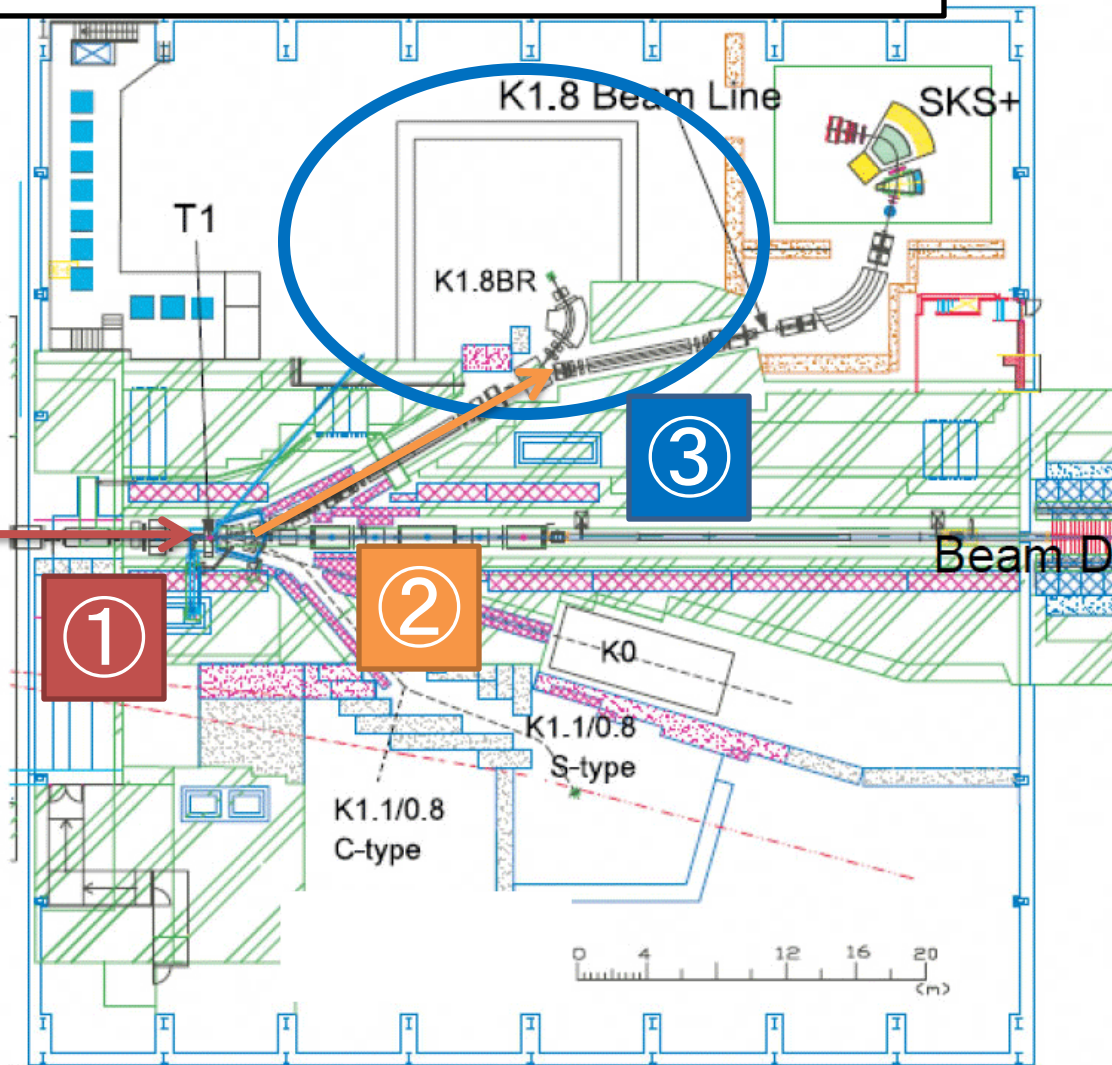 K1.8 Beam Line
SKS+
T1
K1.8BR
③
Beam D
①
②
K0
K1.1/0.8
S-type
K1.1/0.8
C-type
0 4 12 16 20
(m)